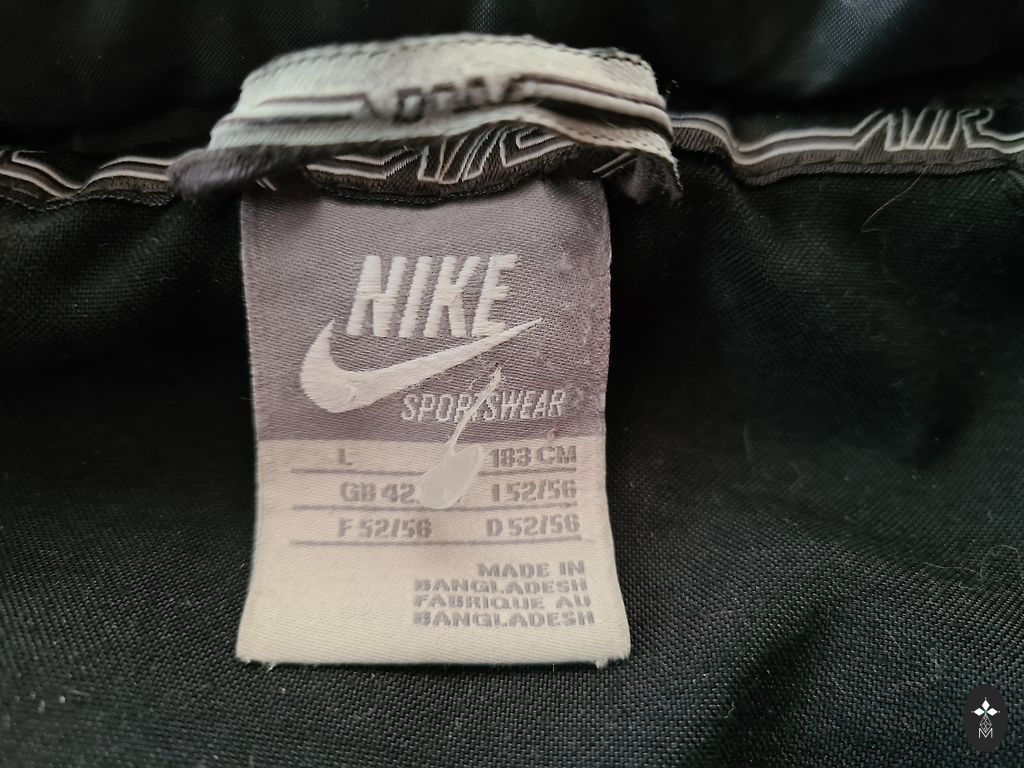 AIR
NIKE
SPORTSWEAR
L 183 CM
GB 42 I 52/56
F 52/56 D 52/56
MADE IN
BANGLADESH
FABRIQUE AU
BANGLADESH
M